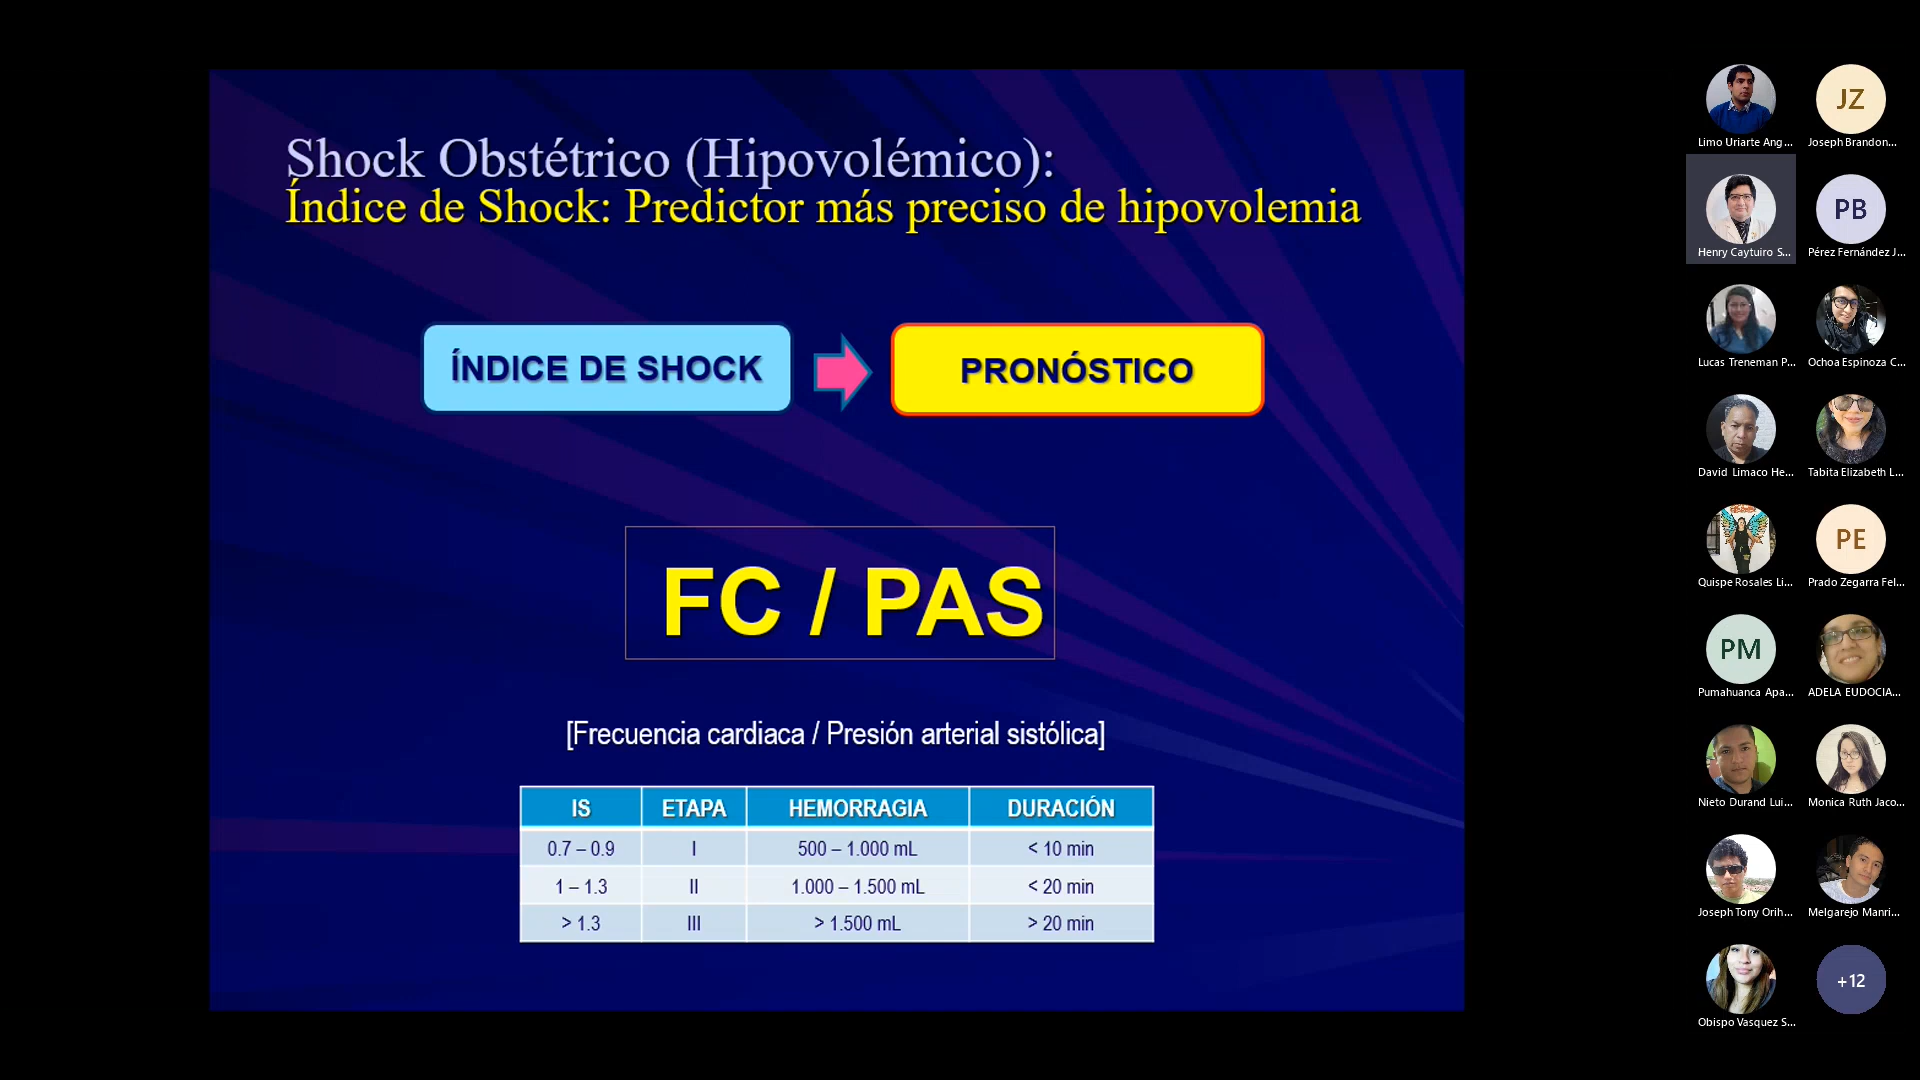 Shock Obstétrico (Hipovolémico):
Índice de Shock: Predictor más preciso de hipovolemia
ÍNDICE DE SHOCK
PRONÓSTICO
FC / PAS
[Frecuencia cardiaca / Presión arterial sistólica]
IS ETAPA HEMORRAGIA DURACIÓN
0.7 – 0.9 I 500 – 1.000 mL < 10 min
1 – 1.3 II 1.000 – 1.500 mL < 20 min
> 1.3 III > 1.500 mL > 20 min
JZ
Limo Uriarte Ang... Joseph Brandon...
PB
Henry Caytuiro S... Pérez Fernández J...
Lucas Treneman P... Ochoa Espinoza C...
David Limaco He... Tabita Elizabeth L...
PE
Quispe Rosales Li... Prado Zegarra Fel...
PM
Pumahuanca Apa... ADELA EUDOCIA...
Nieto Durand Lui... Monica Ruth Jaco...
Joseph Tony Orih... Melgarejo Manri...
+12
Obispo Vasquez S...